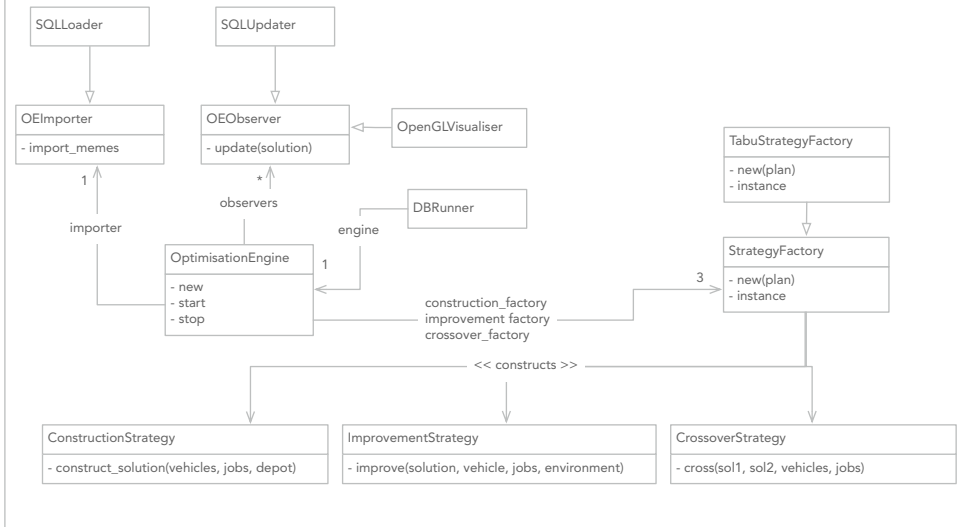 SQLLoader
SQLUpdater
OEImporter
- import_memes
OEObserver
- update(solution)
OpenGLVisualiser
TabuStrategyFactory
- new(plan)
- instance
1
*
observers
importer
DBRunner
engine
OptimisationEngine
- new
- start
- stop
1
StrategyFactory
- new(plan)
- instance
3
construction_factory
improvement factory
crossover_factory
<< constructs >>
ConstructionStrategy
- construct_solution(vehicles, jobs, depot)
ImprovementStrategy
- improve(solution, vehicle, jobs, environment)
CrossoverStrategy
- cross(sol1, sol2, vehicles, jobs)